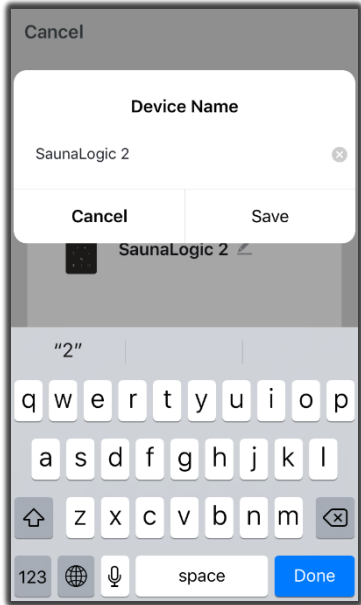 Cancel
Device Name
SaunaLogic 2
Cancel Save
SaunaLogic 2
“2”
q w e r t y u i o p
a s d f g h j k l
z x c v b n m
123 space Done